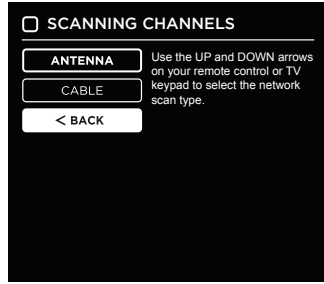 SCANNING CHANNELS
ANTENNA
CABLE
< BACK
Use the UP and DOWN arrows
on your remote control or TV
keypad to select the network
scan type.